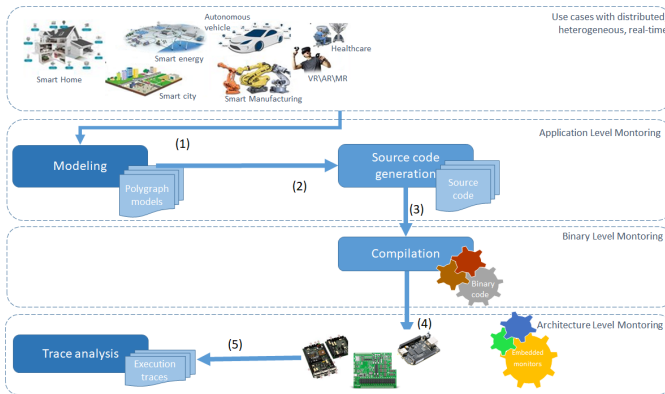 Use cases with distributed
heterogeneous, real-time
Autonomous
vehicle
Healthcare
Smart energy
Smart Home
VR\AR\MR
Smart city
Smart Manufacturing
Application Level Montoring
(1)
Modeling
Polygraph
models
(2)
Source code
generation
Source
code
(3)
Binary Level Montoring
Compilation
Binary
code
(4)
Architecture Level Montoring
Embedded
monitors
Trace analysis
Execution
traces
(5)